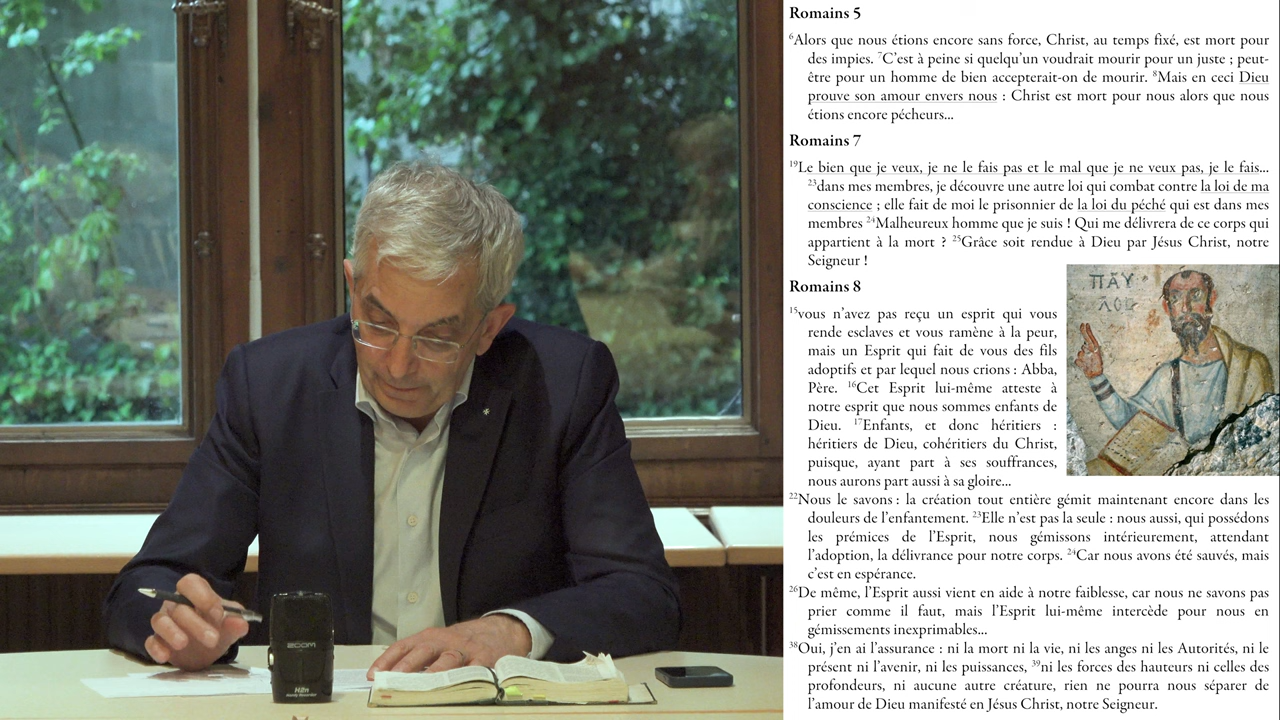 Romains 5
⁶Alors que nous étions encore sans force, Christ, au temps fixé, est mort pour
des impies. ⁷C’est à peine si quelqu’un voudrait mourir pour un juste ; peut-
être pour un homme de bien accepterait-on de mourir. ⁸Mais en ceci Dieu
prouve son amour envers nous : Christ est mort pour nous alors que nous
étions encore pécheurs...
Romains 7
¹⁹Le bien que je veux, je ne le fais pas et le mal que je ne veux pas, je le fais...
²³dans mes membres, je découvre une autre loi qui combat contre la loi de ma
conscience ; elle fait de moi le prisonnier de la loi du péché qui est dans mes
membres ²⁴Malheureux homme que je suis ! Qui me délivrera de ce corps qui
appartient à la mort ? ²⁵Grâce soit rendue à Dieu par Jésus Christ, notre
Seigneur !
Romains 8
¹⁵vous n’avez pas reçu un esprit qui vous
rende esclaves et vous ramène à la peur,
mais un Esprit qui fait de vous des fils
adoptifs et par lequel nous crions : Abba,
Père. ¹⁶Cet Esprit lui-même atteste à
notre esprit que nous sommes enfants de
Dieu. ¹⁷Enfants, et donc héritiers :
héritiers de Dieu, cohéritiers du Christ,
puisque, ayant part à ses souffrances,
nous aurons part aussi à sa gloire...
²²Nous le savons : la création tout entière gémit maintenant encore dans les
douleurs de l’enfantement. ²³Elle n’est pas la seule : nous aussi, qui possédons
les prémices de l’Esprit, nous gémissons intérieurement, attendant
l’adoption, la délivrance pour notre corps. ²⁴Car nous avons été sauvés, mais
c’est en espérance.
²⁶De même, l’Esprit aussi vient en aide à notre faiblesse, car nous ne savons pas
prier comme il faut, mais l’Esprit lui-même intercède pour nous en
gémissements inexprimables...
³⁸Oui, j’en ai l’assurance : ni la mort ni la vie, ni les anges ni les Autorités, ni le
présent ni l’avenir, ni les puissances, ³⁹ni les forces des hauteurs ni celles des
profondeurs, ni aucune autre créature, rien ne pourra nous séparer de
l’amour de Dieu manifesté en Jésus Christ, notre Seigneur.
ΠΑΥ
ΛΟC
zoom
H2n
Handy Recorder